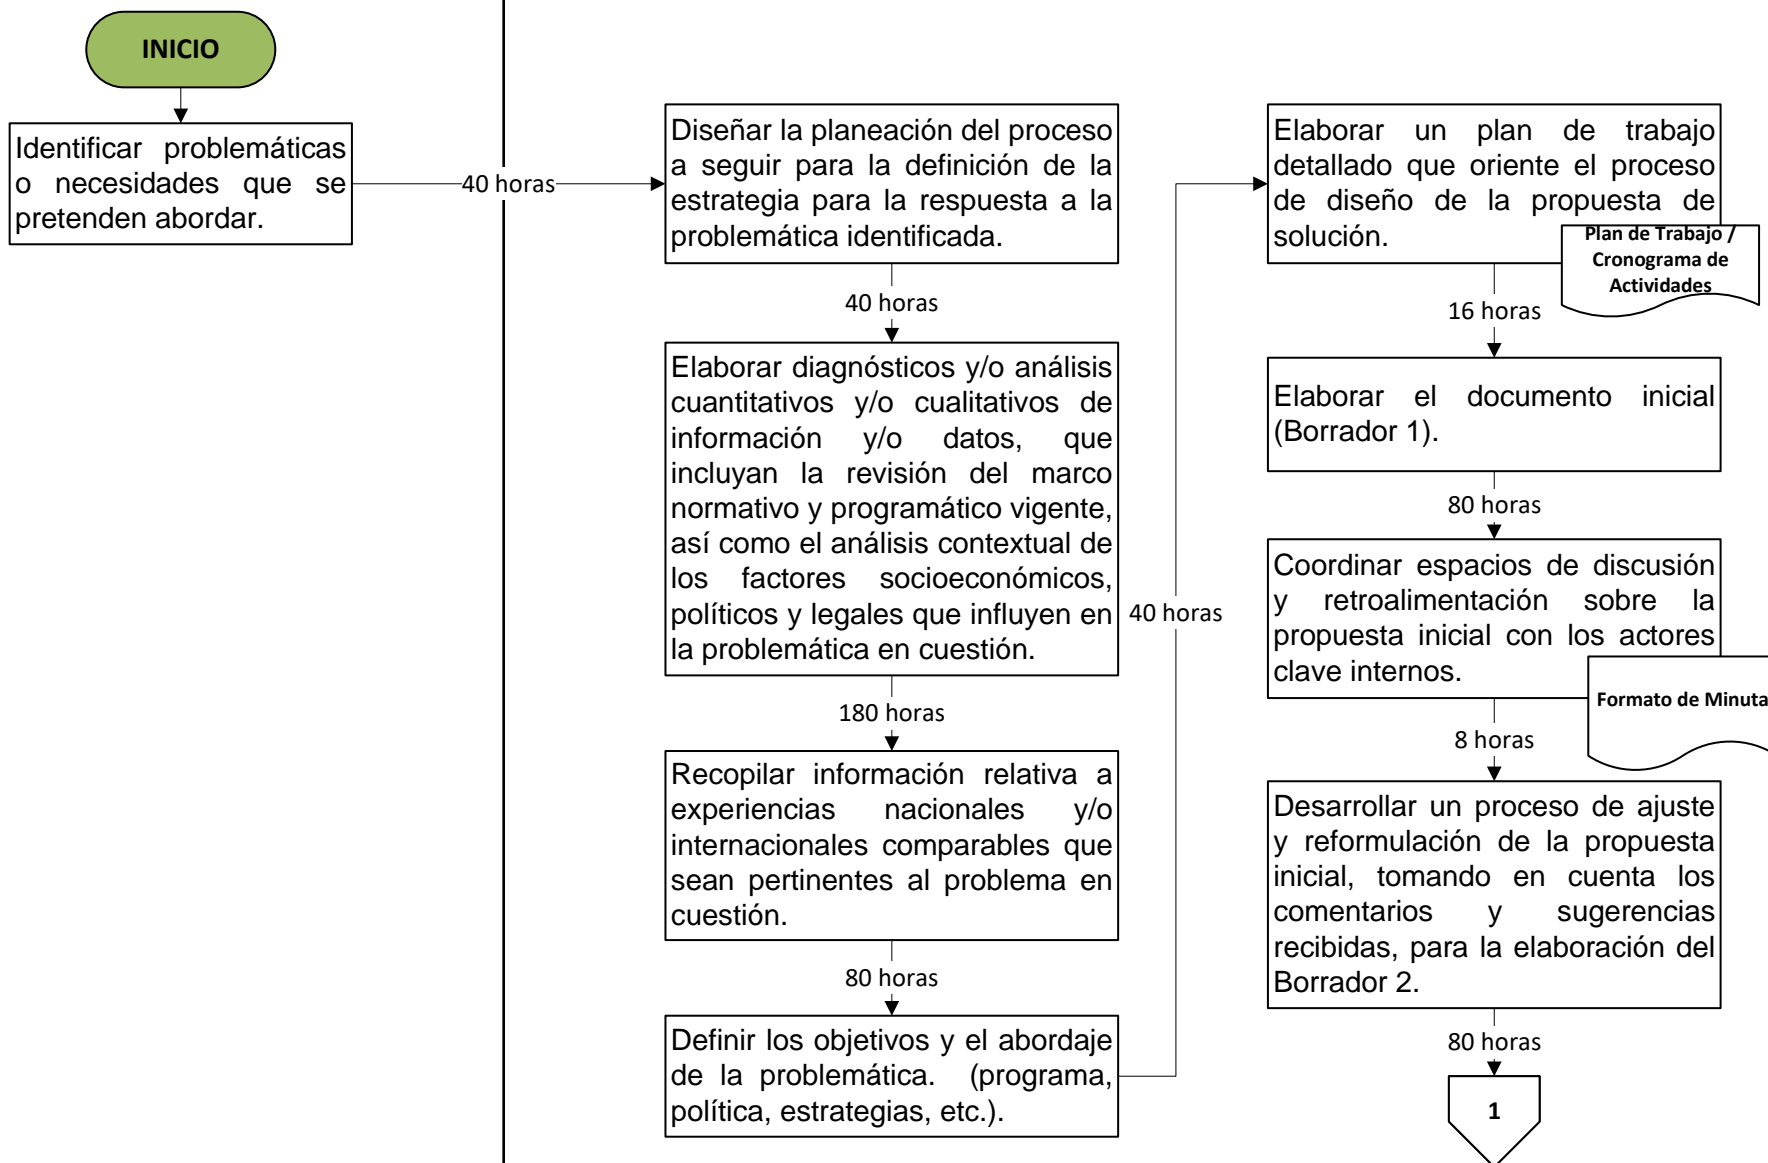 INICIO
Identificar problemáticas
o necesidades que se
pretenden abordar.
40 horas
Diseñar la planeación del proceso
a seguir para la definición de la
estrategia para la respuesta a la
problemática identificada.
40 horas
Elaborar diagnósticos y/o análisis
cuantitativos y/o cualitativos de
información y/o datos, que
incluyan la revisión del marco
normativo y programático vigente,
así como el análisis contextual de
los factores socioeconómicos,
políticos y legales que influyen en
la problemática en cuestión.
180 horas
Recopilar información relativa a
experiencias nacionales y/o
internacionales comparables que
sean pertinentes al problema en
cuestión.
80 horas
Definir los objetivos y el abordaje
de la problemática. (programa,
política, estrategias, etc.).
40 horas
Elaborar un plan de trabajo
detallado que oriente el proceso
de diseño de la propuesta de
solución.
Plan de Trabajo /
Cronograma de
Actividades
16 horas
Elaborar el documento inicial
(Borrador 1).
80 horas
Coordinar espacios de discusión
y retroalimentación sobre la
propuesta inicial con los actores
clave internos.
Formato de Minuta
8 horas
Desarrollar un proceso de ajuste
y reformulación de la propuesta
inicial, tomando en cuenta los
comentarios y sugerencias
recibidas, para la elaboración del
Borrador 2.
80 horas
1